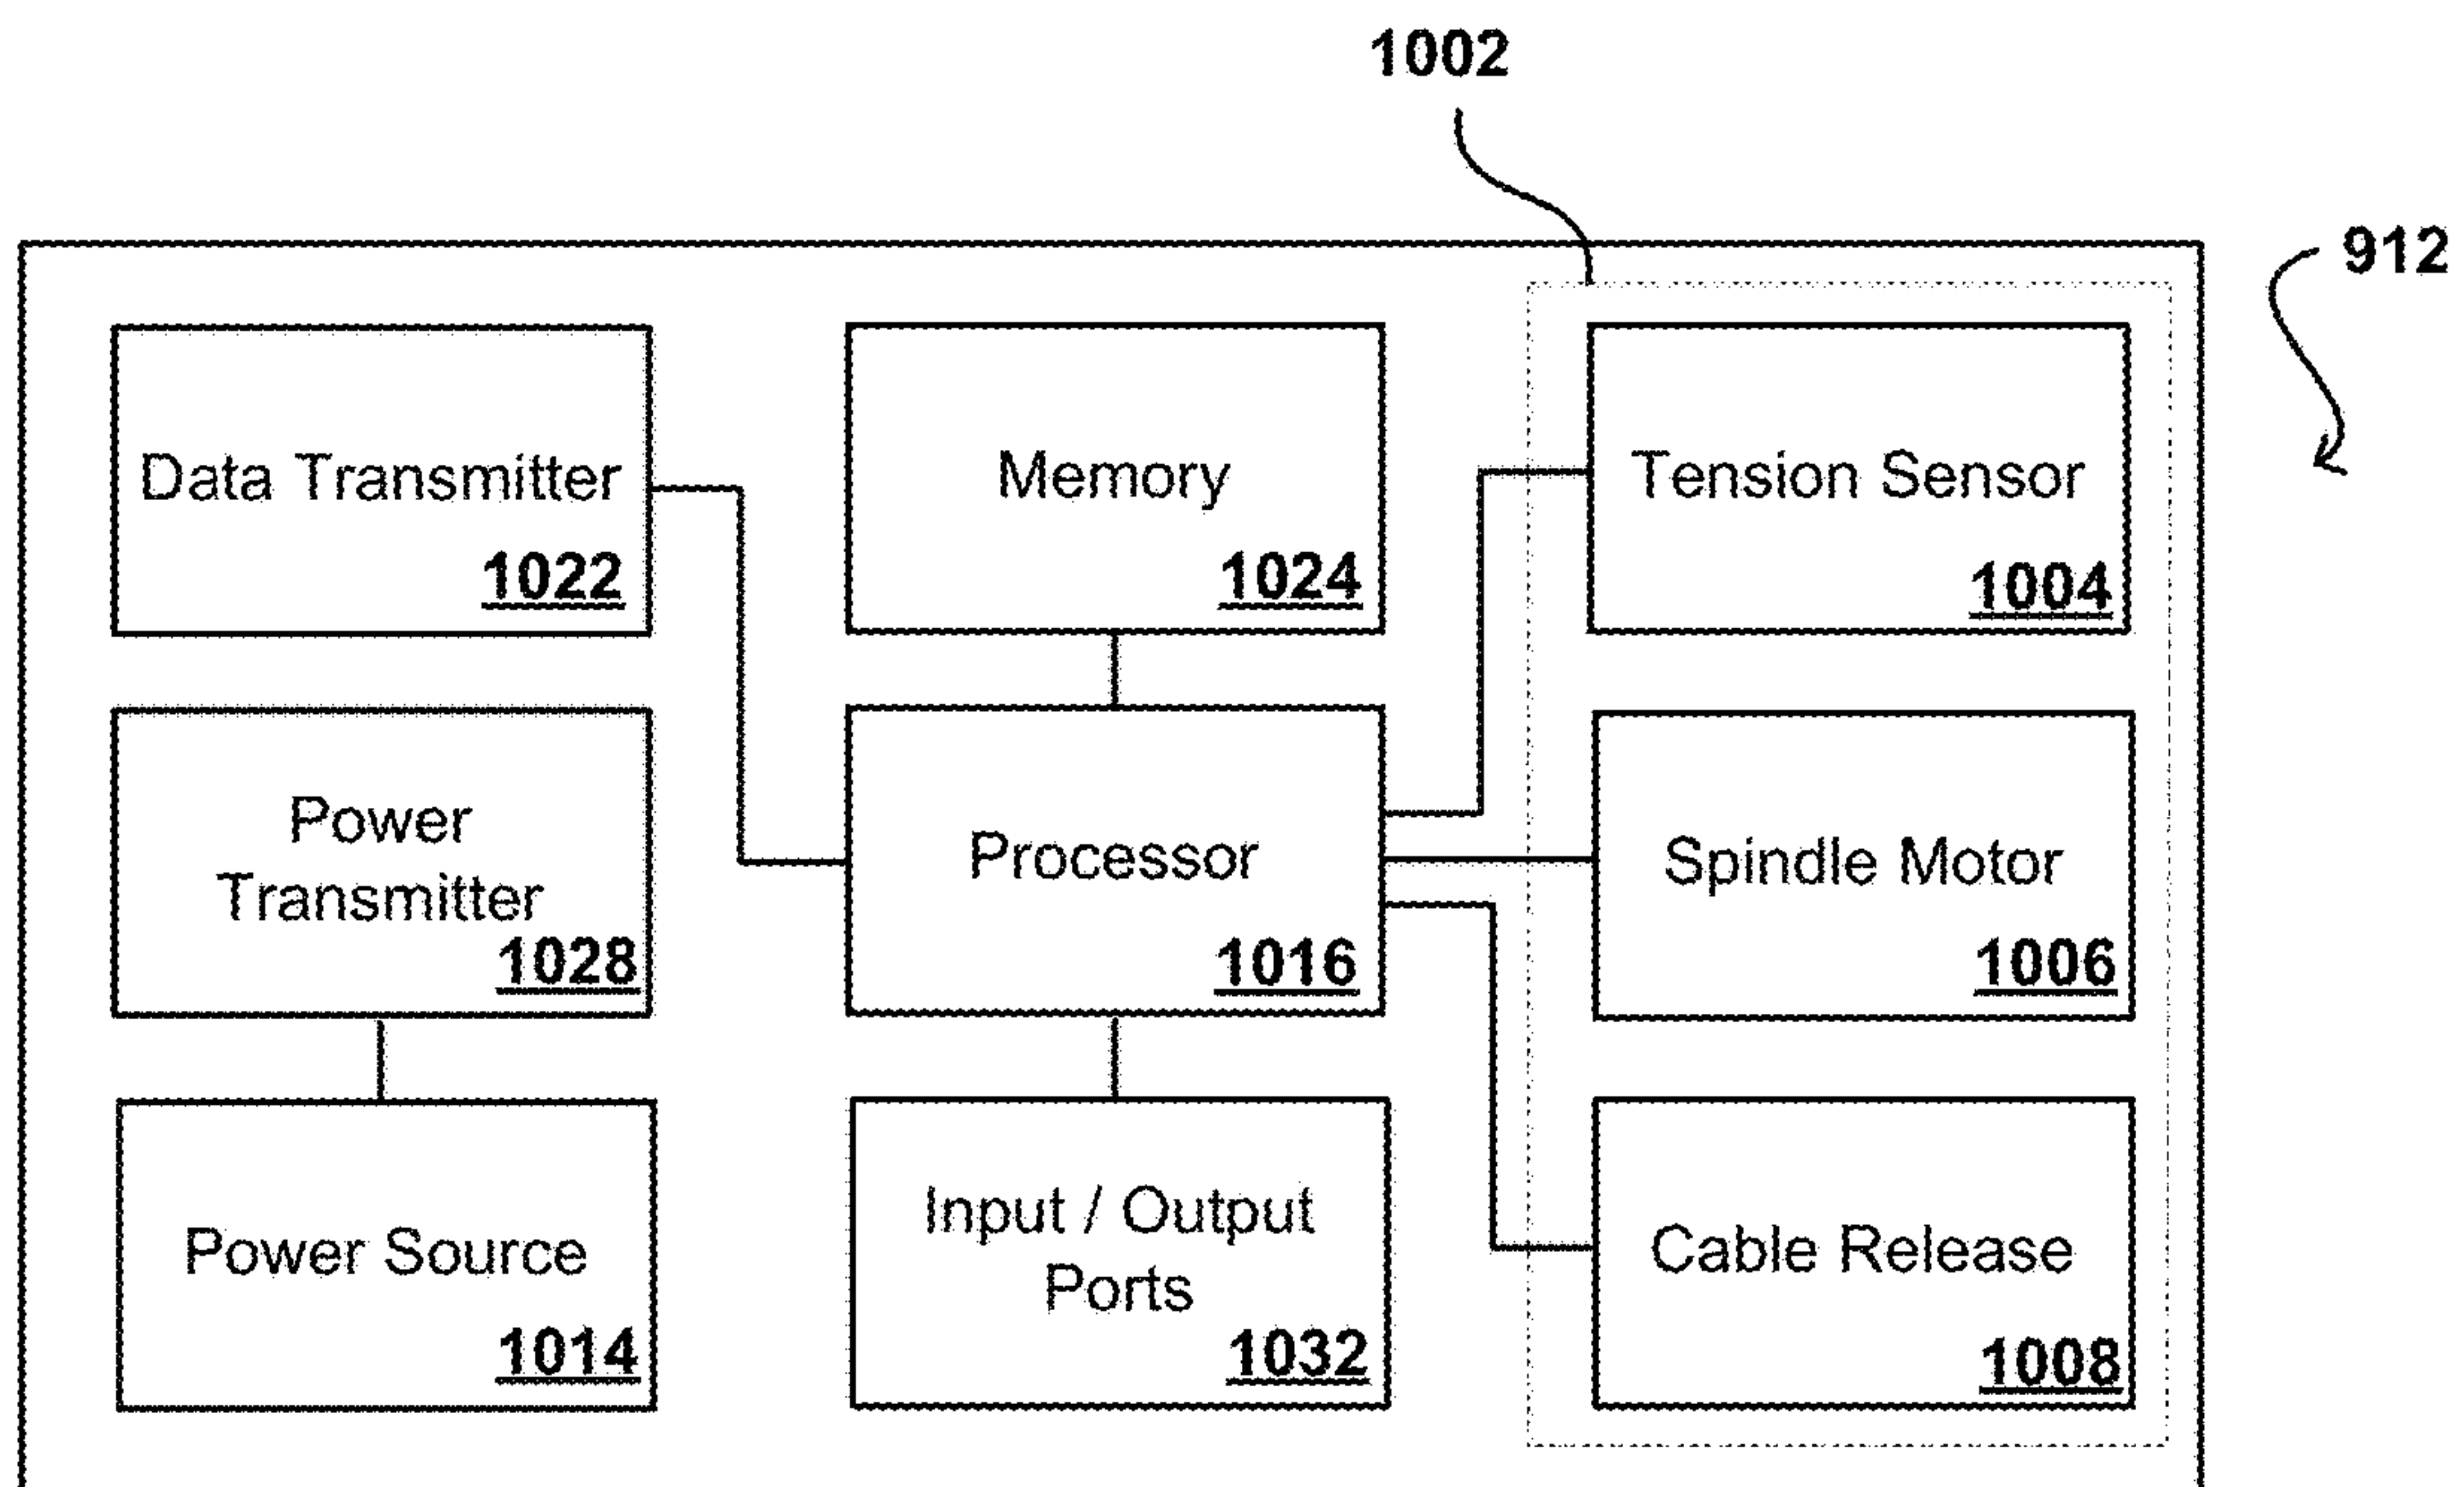 1002
912
Data Transmitter
1022
Memory
1024
Tension Sensor
1004
Power
Transmitter
1028
Processor
1016
Spindle Motor
1006
Power Source
1014
Input / Output
Ports
1032
Cable Release
1008